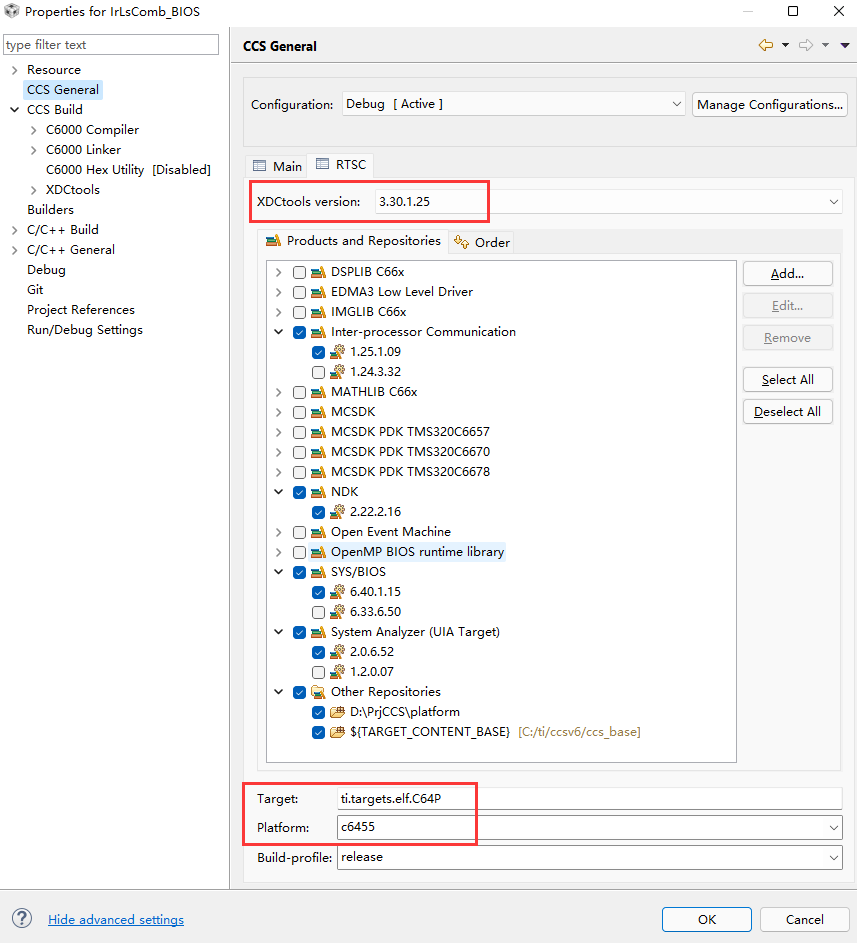 Properties for IrLsComb_BIOS
type filter text
Resource
CCS General
CCS Build
C6000 Compiler
C6000 Linker
C6000 Hex Utility [Disabled]
XDCtools
Builders
C/C++ Build
C/C++ General
Debug
Git
Project References
Run/Debug Settings
CCS General
Configuration: Debug [ Active ] Manage Configurations...
Main RTSC
XDCtools version: 3.30.1.25
Products and Repositories Order
DSPLIB C66x
EDMA3 Low Level Driver
IMGLIB C66x
Inter-processor Communication
1.25.1.09
1.24.3.32
MATHLIB C66x
MCSDK
MCSDK PDK TMS320C6657
MCSDK PDK TMS320C6670
MCSDK PDK TMS320C6678
NDK
2.22.2.16
Open Event Machine
OpenMP BIOS runtime library
SYS/BIOS
6.40.1.15
6.33.6.50
System Analyzer (UIA Target)
2.0.6.52
1.2.0.07
Other Repositories
D:\PrjCCS\platform
${TARGET_CONTENT_BASE} [C:/ti/ccsv6/ccs_base]
Add...
Edit...
Remove
Select All
Deselect All
Target: ti.targets.elf.C64P
Platform: c6455
Build-profile: release
Hide advanced settings
OK Cancel